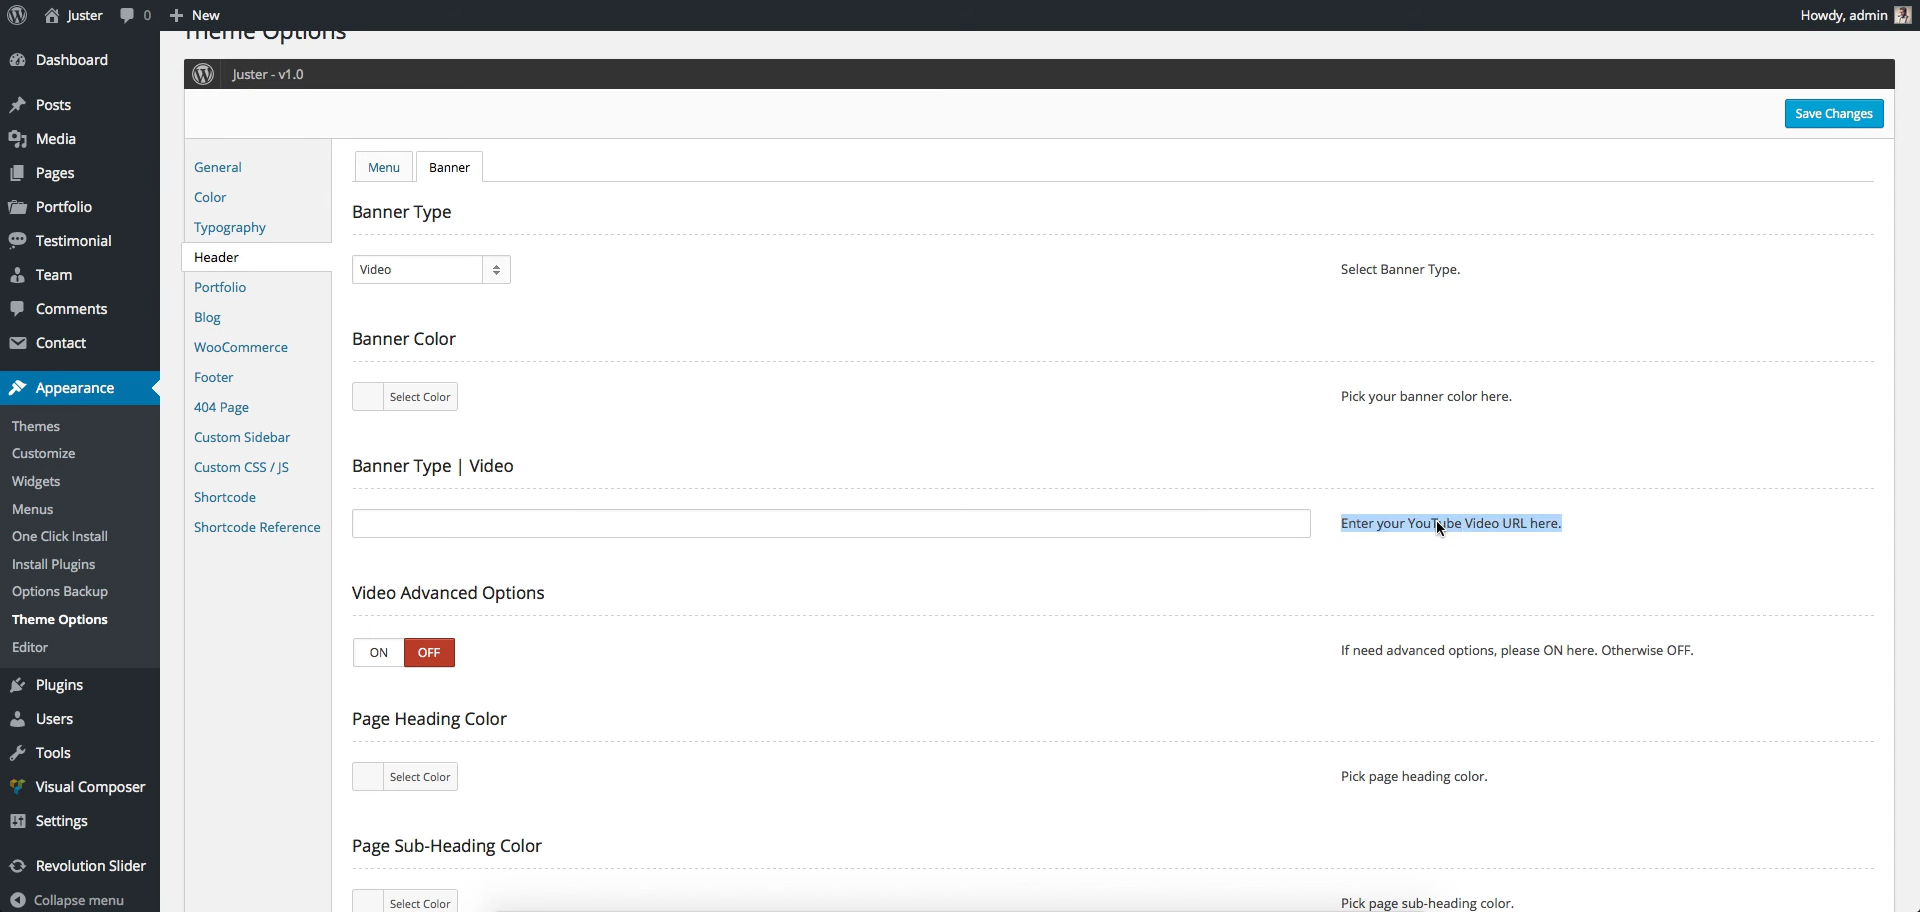 Juster
0
New
Howdy, admin
Theme Options
Dashboard
Posts
Media
Pages
Portfolio
Testimonial
Team
Comments
Contact
Appearance
Themes
Customize
Widgets
Menus
One Click Install
Install Plugins
Options Backup
Theme Options
Editor
Plugins
Users
Tools
Visual Composer
Settings
Revolution Slider
Collapse menu
Juster - v1.0
Save Changes
General
Color
Typography
Header
Portfolio
Blog
WooCommerce
Footer
404 Page
Custom Sidebar
Custom CSS / JS
Shortcode
Shortcode Reference
Menu
Banner
Banner Type
Video
Select Banner Type.
Banner Color
Select Color
Pick your banner color here.
Banner Type | Video
Enter your YouTube Video URL here.
Video Advanced Options
ON
OFF
If need advanced options, please ON here. Otherwise OFF.
Page Heading Color
Select Color
Pick page heading color.
Page Sub-Heading Color
Select Color
Pick page sub-heading color.